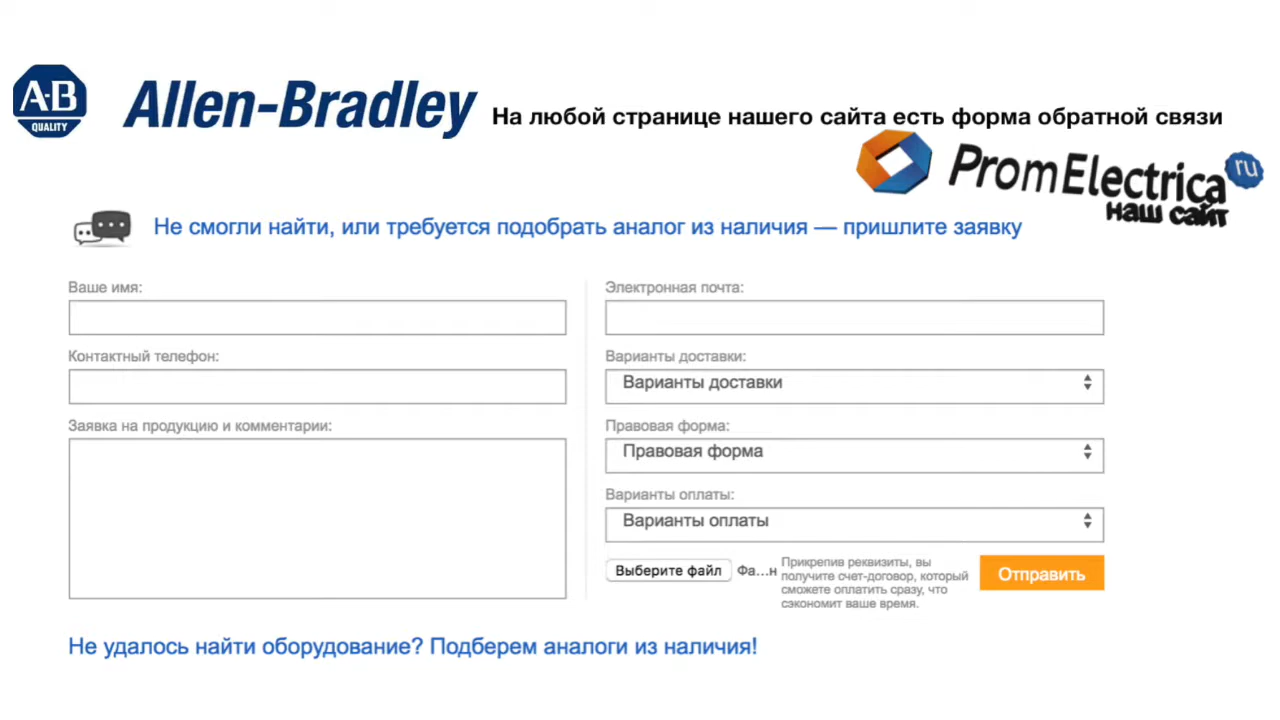 A-B
QUALITY
Allen-Bradley
На любой странице нашего сайта есть форма обратной связи
PromElectrica ru
наш сайт
Не смогли найти, или требуется подобрать аналог из наличия — пришлите заявку
Ваше имя:
Электронная почта:
Контактный телефон:
Варианты доставки:
Варианты доставки
Заявка на продукцию и комментарии:
Правовая форма:
Правовая форма
Варианты оплаты:
Варианты оплаты
Выберите файл Фа...н
Прикрепив реквизиты, вы
получите счет-договор, который
сможете оплатить сразу, что
сэкономит ваше время.
Отправить
Не удалось найти оборудование? Подберем аналоги из наличия!